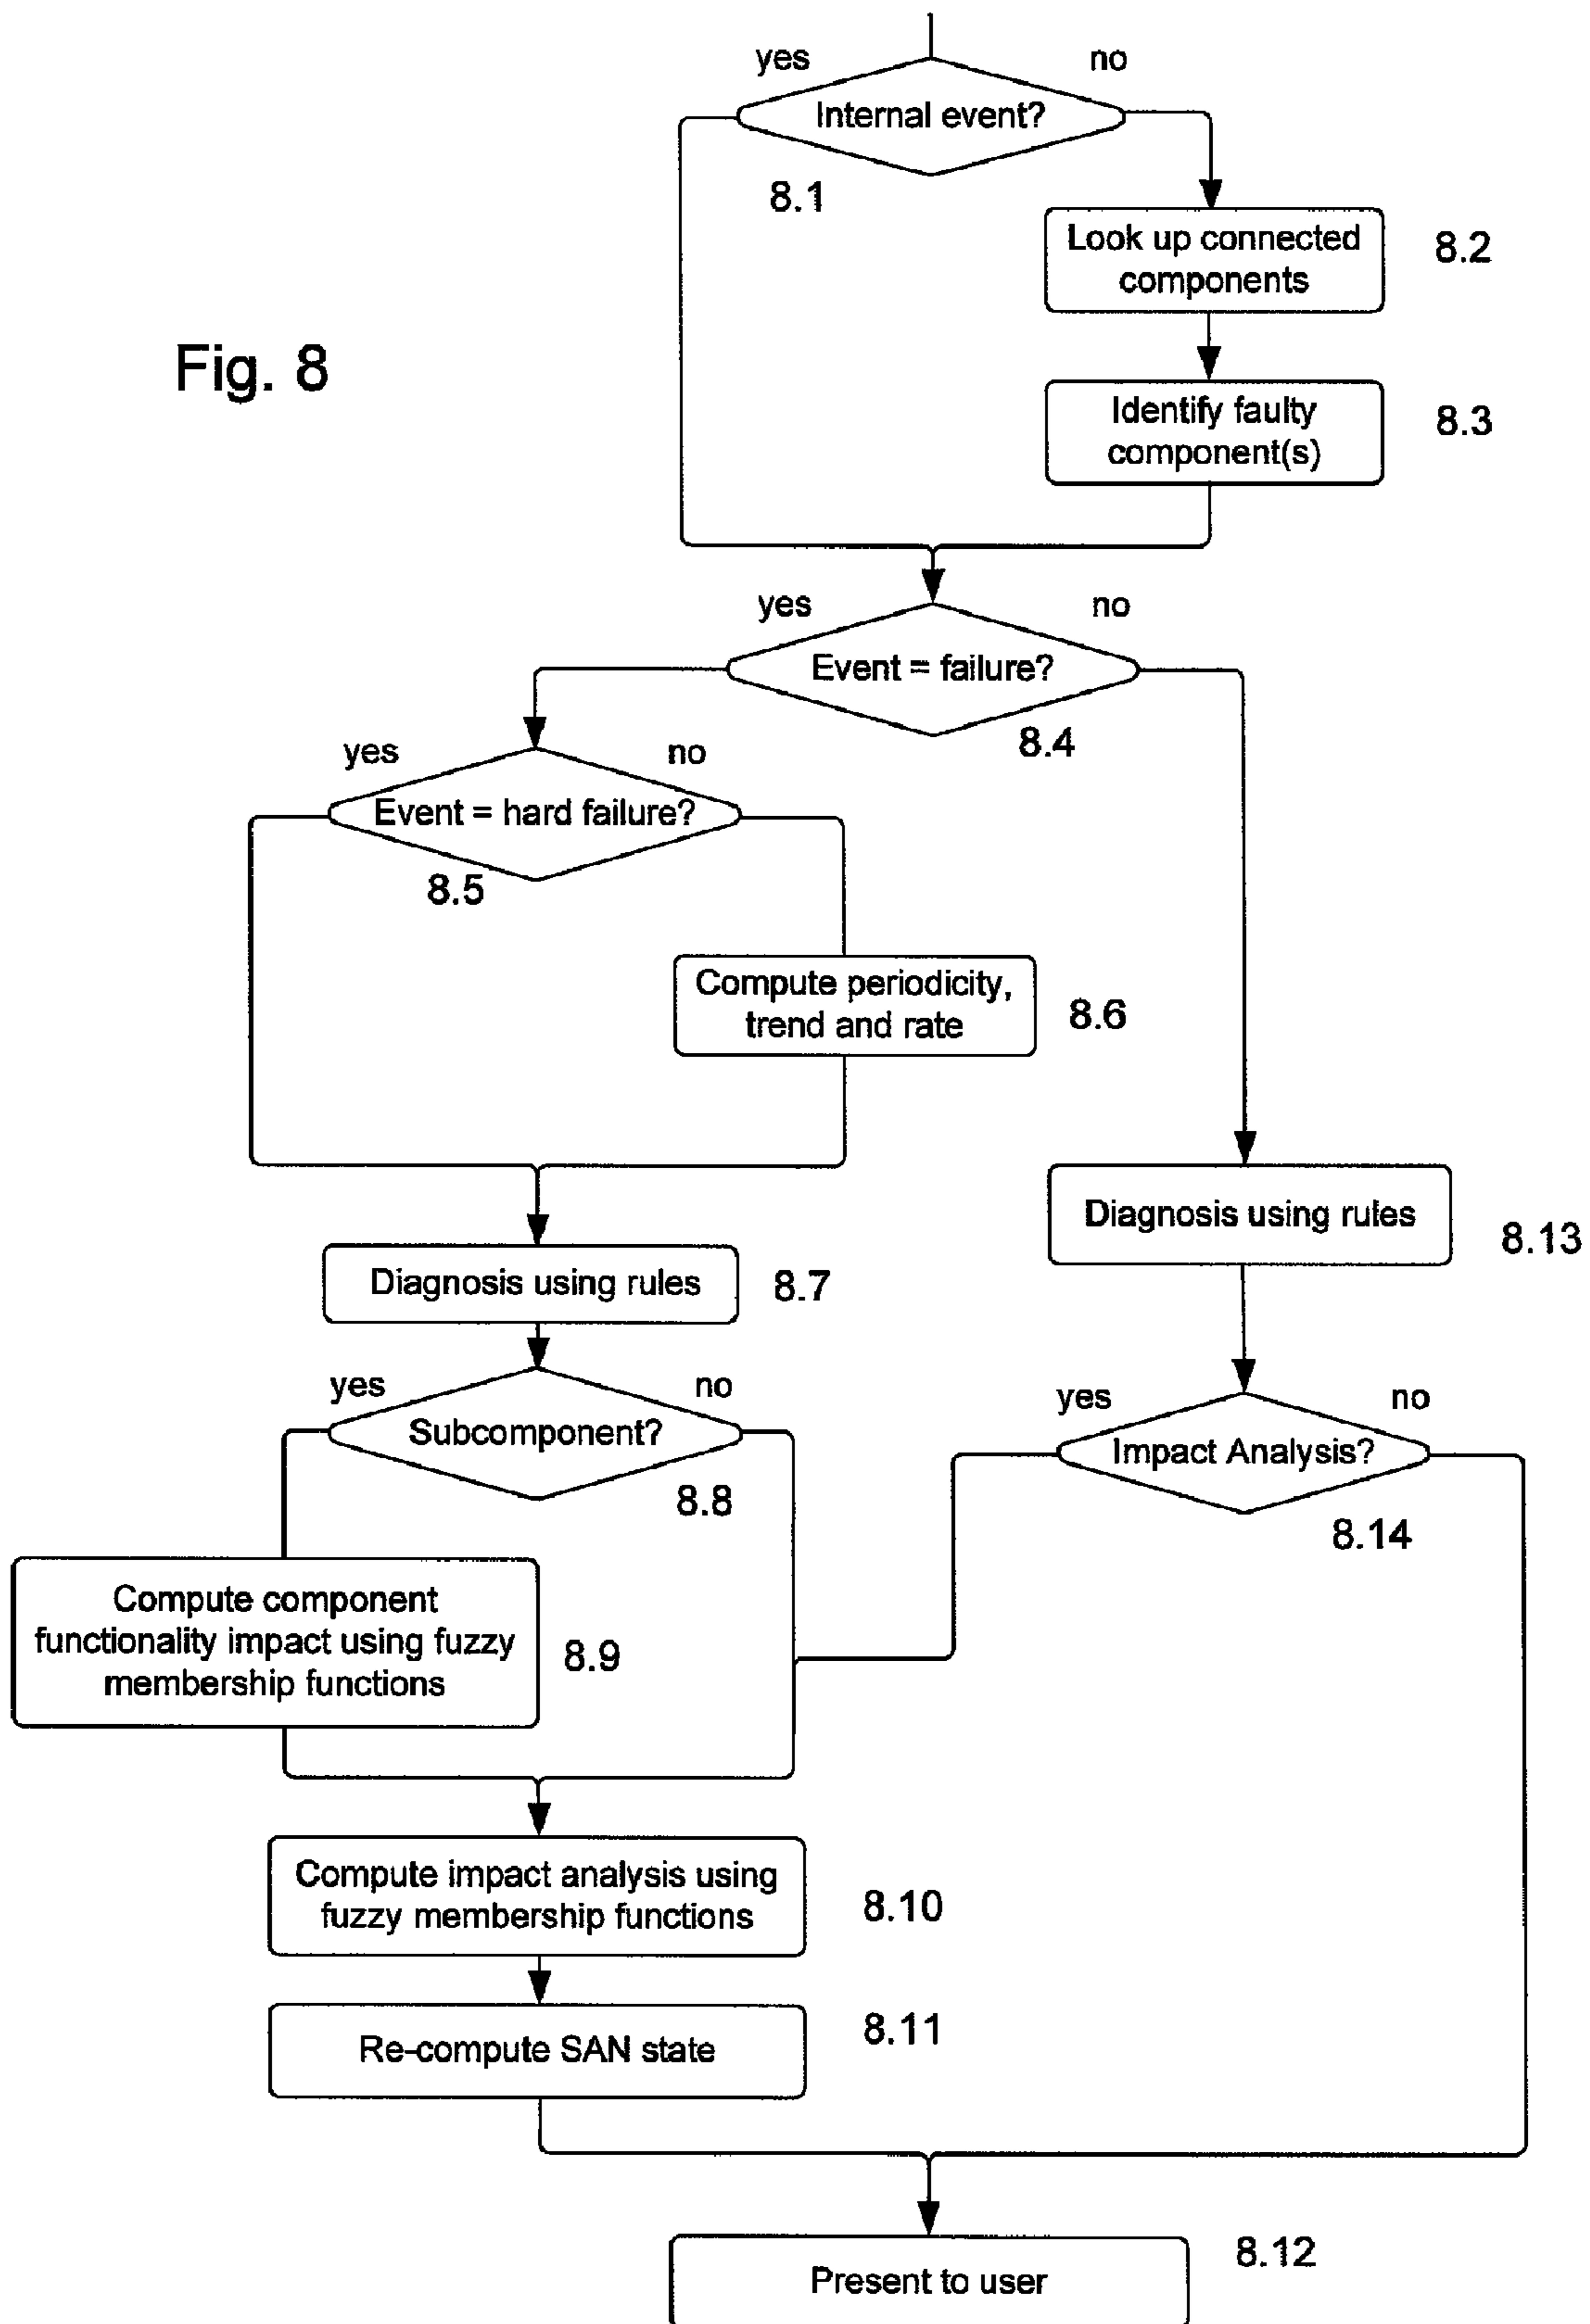 yes
no
Internal event?
8.1
Look up connected
components
8.2
Fig. 8
Identify faulty
component(s)
8.3
yes
no
Event = failure?
8.4
yes
no
Event = hard failure?
8.5
Compute periodicity,
trend and rate
8.6
Diagnosis using rules
8.13
Diagnosis using rules
8.7
yes
no
Subcomponent?
8.8
yes
no
Impact Analysis?
8.14
Compute component
functionality impact using fuzzy
membership functions
8.9
Compute impact analysis using
fuzzy membership functions
8.10
Re-compute SAN state
8.11
Present to user
8.12